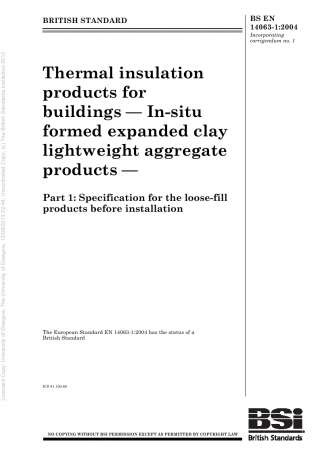 BRITISH STANDARD
BS EN
14063-1:2004
Incorporating
corrigendum no. 1
Thermal insulation
products for
buildings — In-situ
formed expanded clay
lightweight aggregate
products —
Part 1: Specification for the loose-fill
products before installation
The European Standard EN 14063-1:2004 has the status of a
British Standard
ICS 91.100.60
NO COPYING WITHOUT BSI PERMISSION EXCEPT AS PERMITTED BY COPYRIGHT LAW
BSi
British Standards
Licensed Copy: University of Glasgow, The University of Glasgow,
Uncontrolled Copy, (c) The British Standards Institution 2013